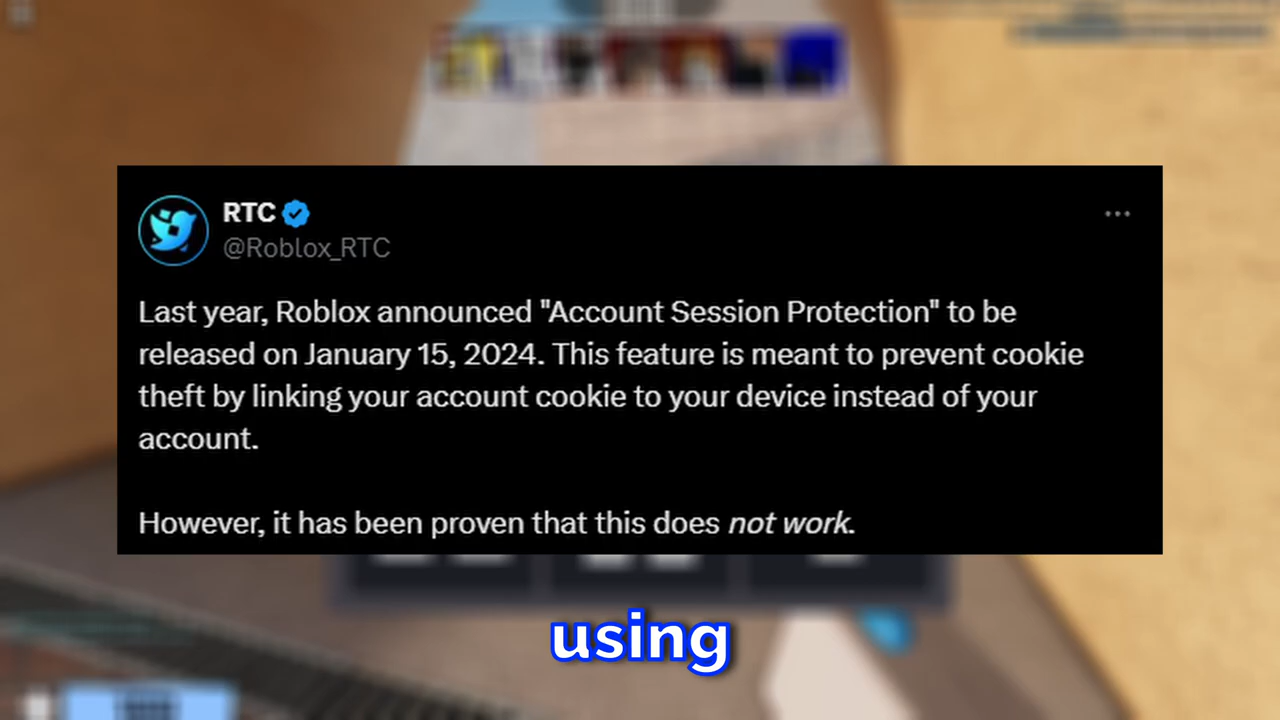 RTC
@Roblox_RTC
Last year, Roblox announced "Account Session Protection" to be
released on January 15, 2024. This feature is meant to prevent cookie
theft by linking your account cookie to your device instead of your
account.
However, it has been proven that this does not work.
using